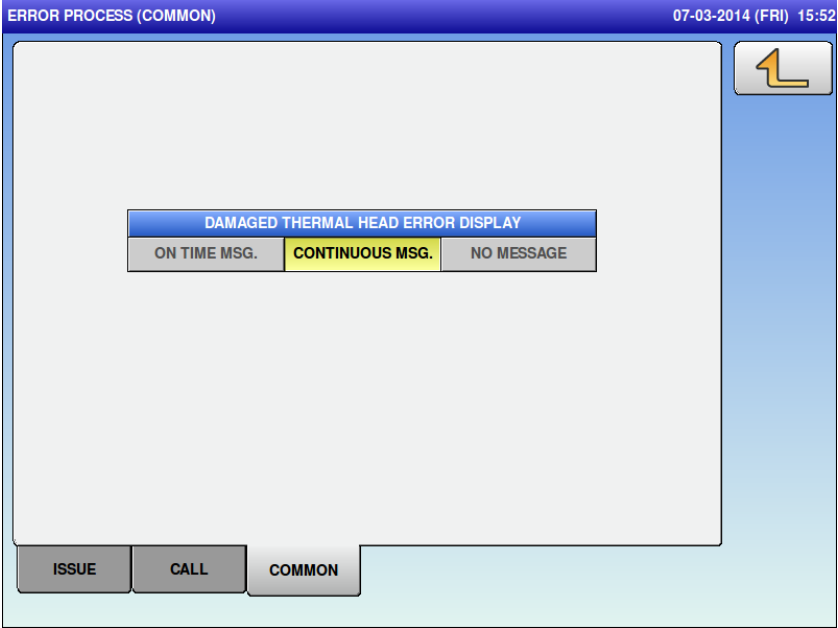 ERROR PROCESS (COMMON) 07-03-2014 (FRI) 15:52
DAMAGED THERMAL HEAD ERROR DISPLAY
ON TIME MSG. CONTINUOUS MSG. NO MESSAGE
ISSUE CALL COMMON